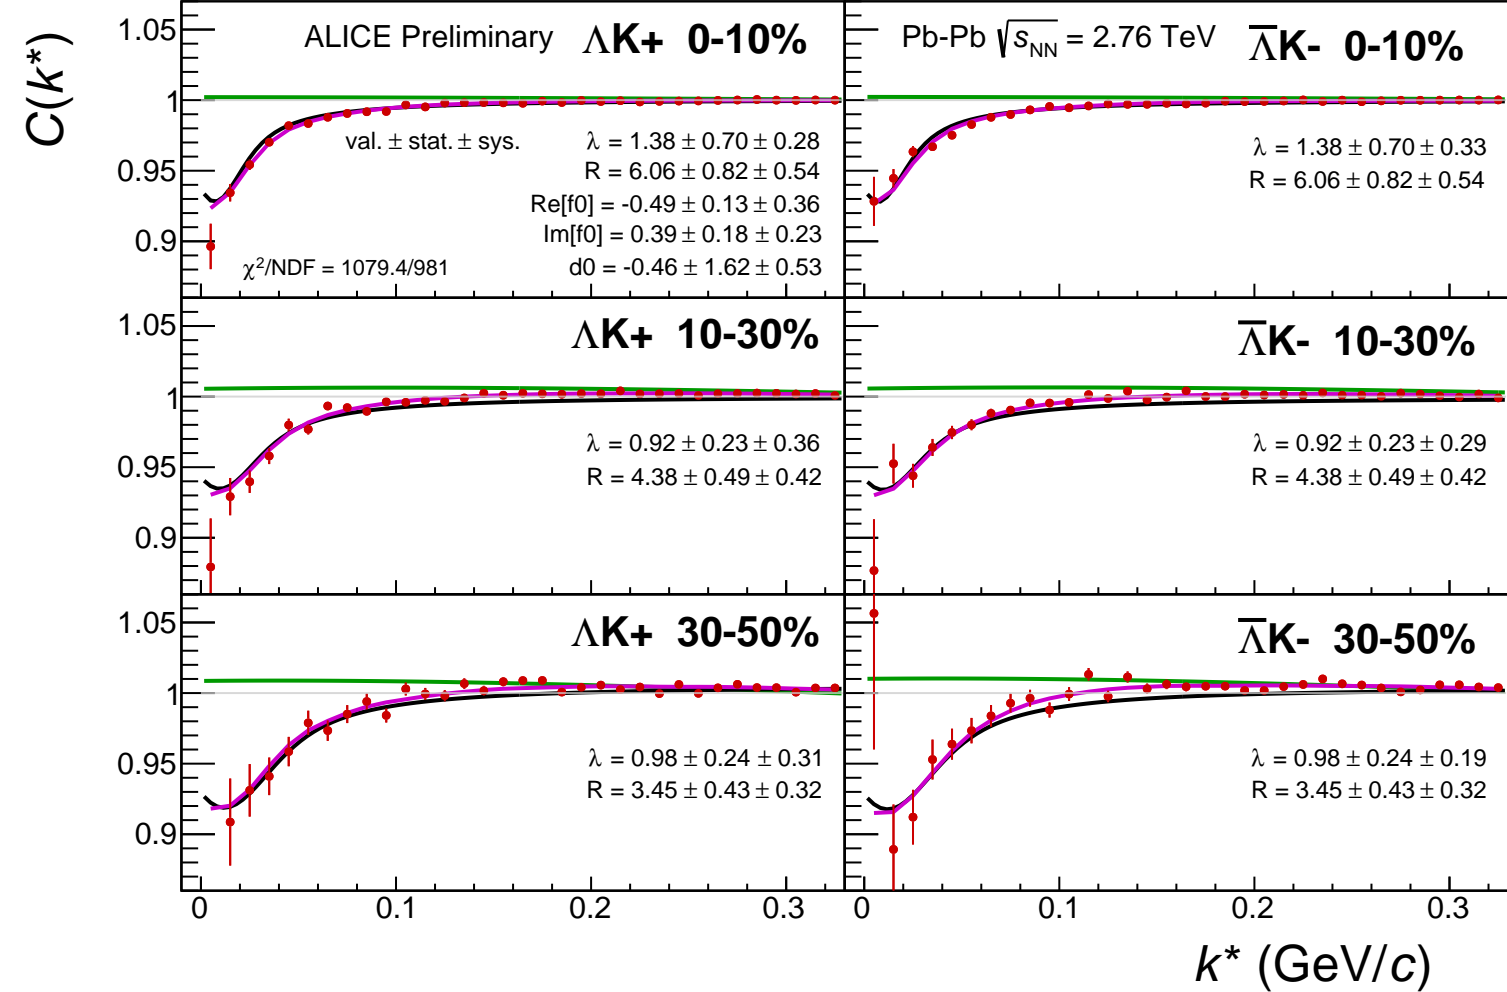 C(k*)
ALICE Preliminary ΛK+ 0-10%
1.05
1
0.95
0.9
val. ± stat. ± sys.
λ = 1.38 ± 0.70 ± 0.28
R = 6.06 ± 0.82 ± 0.54
Re[f0] = -0.49 ± 0.13 ± 0.36
Im[f0] = 0.39 ± 0.18 ± 0.23
d0 = -0.46 ± 1.62 ± 0.53
χ²/NDF = 1079.4/981
Pb-Pb √s_NN = 2.76 TeV Λ̅K- 0-10%
λ = 1.38 ± 0.70 ± 0.33
R = 6.06 ± 0.82 ± 0.54
ΛK+ 10-30%
1.05
1
0.95
0.9
λ = 0.92 ± 0.23 ± 0.36
R = 4.38 ± 0.49 ± 0.42
Λ̅K- 10-30%
λ = 0.92 ± 0.23 ± 0.29
R = 4.38 ± 0.49 ± 0.42
ΛK+ 30-50%
1.05
1
0.95
0.9
λ = 0.98 ± 0.24 ± 0.31
R = 3.45 ± 0.43 ± 0.32
Λ̅K- 30-50%
λ = 0.98 ± 0.24 ± 0.19
R = 3.45 ± 0.43 ± 0.32
0 0.1 0.2 0.3 0 0.1 0.2 0.3
k* (GeV/c)